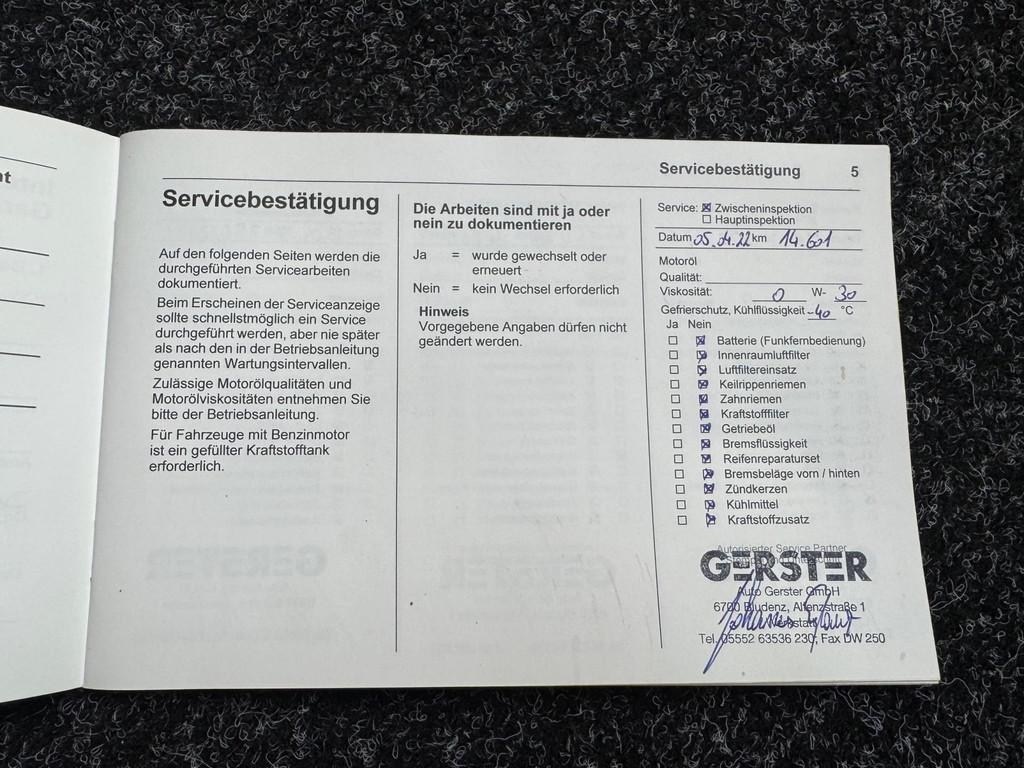 nt
Servicebestätigung 5
Servicebestätigung
Auf den folgenden Seiten werden die
durchgeführten Servicearbeiten
dokumentiert.
Beim Erscheinen der Serviceanzeige
sollte schnellstmöglich ein Service
durchgeführt werden, aber nie später
als nach den in der Betriebsanleitung
genannten Wartungsintervallen.
Zulässige Motorölqualitäten und
Motorölviskositäten entnehmen Sie
bitte der Betriebsanleitung.
Für Fahrzeuge mit Benzinmotor
ist ein gefüllter Kraftstofftank
erforderlich.
Die Arbeiten sind mit ja oder
nein zu dokumentieren
Ja = wurde gewechselt oder
erneuert
Nein = kein Wechsel erforderlich
Hinweis
Vorgegebene Angaben dürfen nicht
geändert werden.
Service: Zwischeninspektion
Hauptinspektion
Datum 05.04.22 km 14.601
Motoröl
Qualität:
Viskosität: 0 W- 30
Gefrierschutz, Kühlflüssigkeit -40 °C
Ja Nein
Batterie (Funkfernbedienung)
Innenraumluftfilter
Luftfiltereinsatz
Keilrippenriemen
Zahnriemen
Kraftstofffilter
Getriebeöl
Bremsflüssigkeit
Reifenreparaturset
Bremsbeläge vorn / hinten
Zündkerzen
Kühlmittel
Kraftstoffzusatz
Autorisierter Service Partner
GERSTER
Auto Gerster GmbH
6700 Bludenz, Alfenzstraße 1
Tel. 05552 63536 230, Fax DW 250